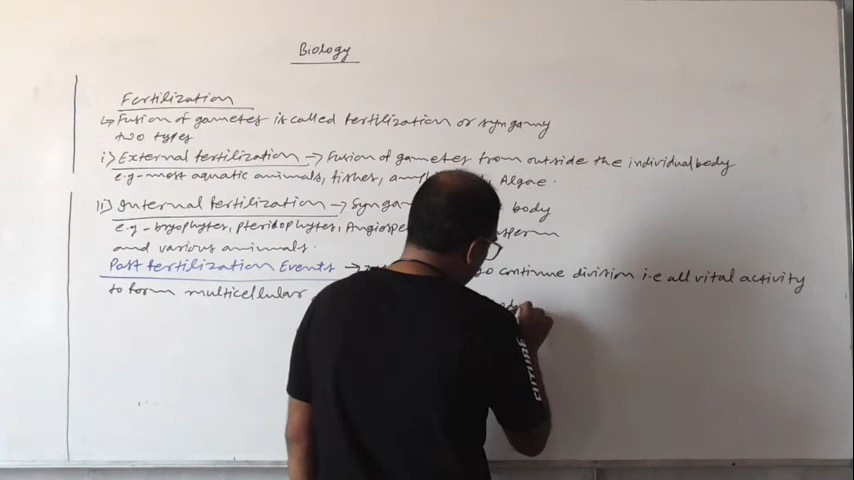 Biology
Fertilization
↳ Fusion of gametes is called fertilization or syngamy
two types
i) External fertilization → Fusion of gametes from outside the individual body
e.g - most aquatic animals, fishes, Algae.
ii) Internal fertilization → body
e.g - bryophytes, pteridophytes,
and various animals.
Post fertilization Events → continue division i.e all vital activity
to form multicellular
FUTURE